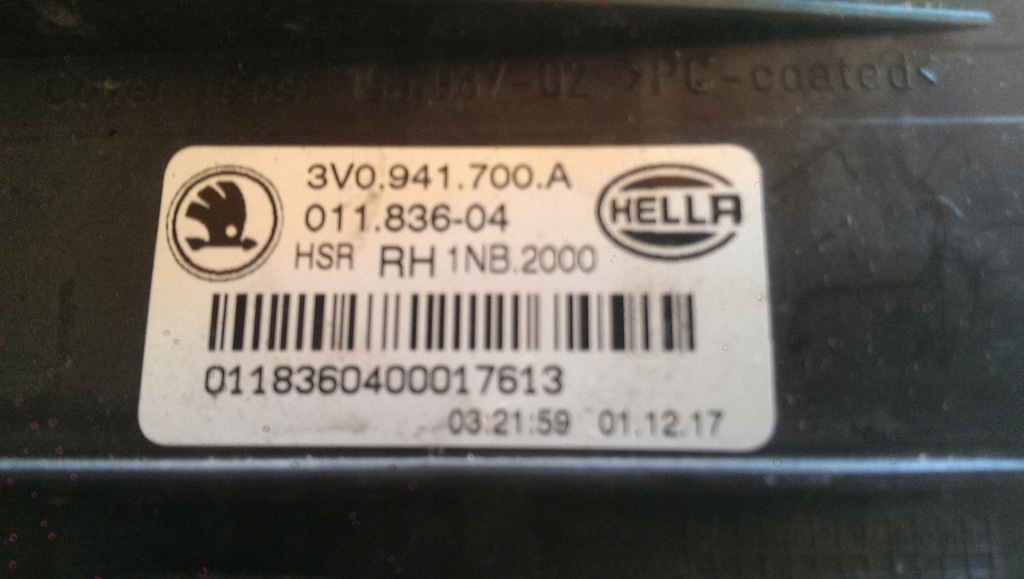 >PC-coated<
3V0.941.700.A
011.836-04
HELLA
HSR RH 1NB.2000
0118360400017613
03:21:59 01.12.17